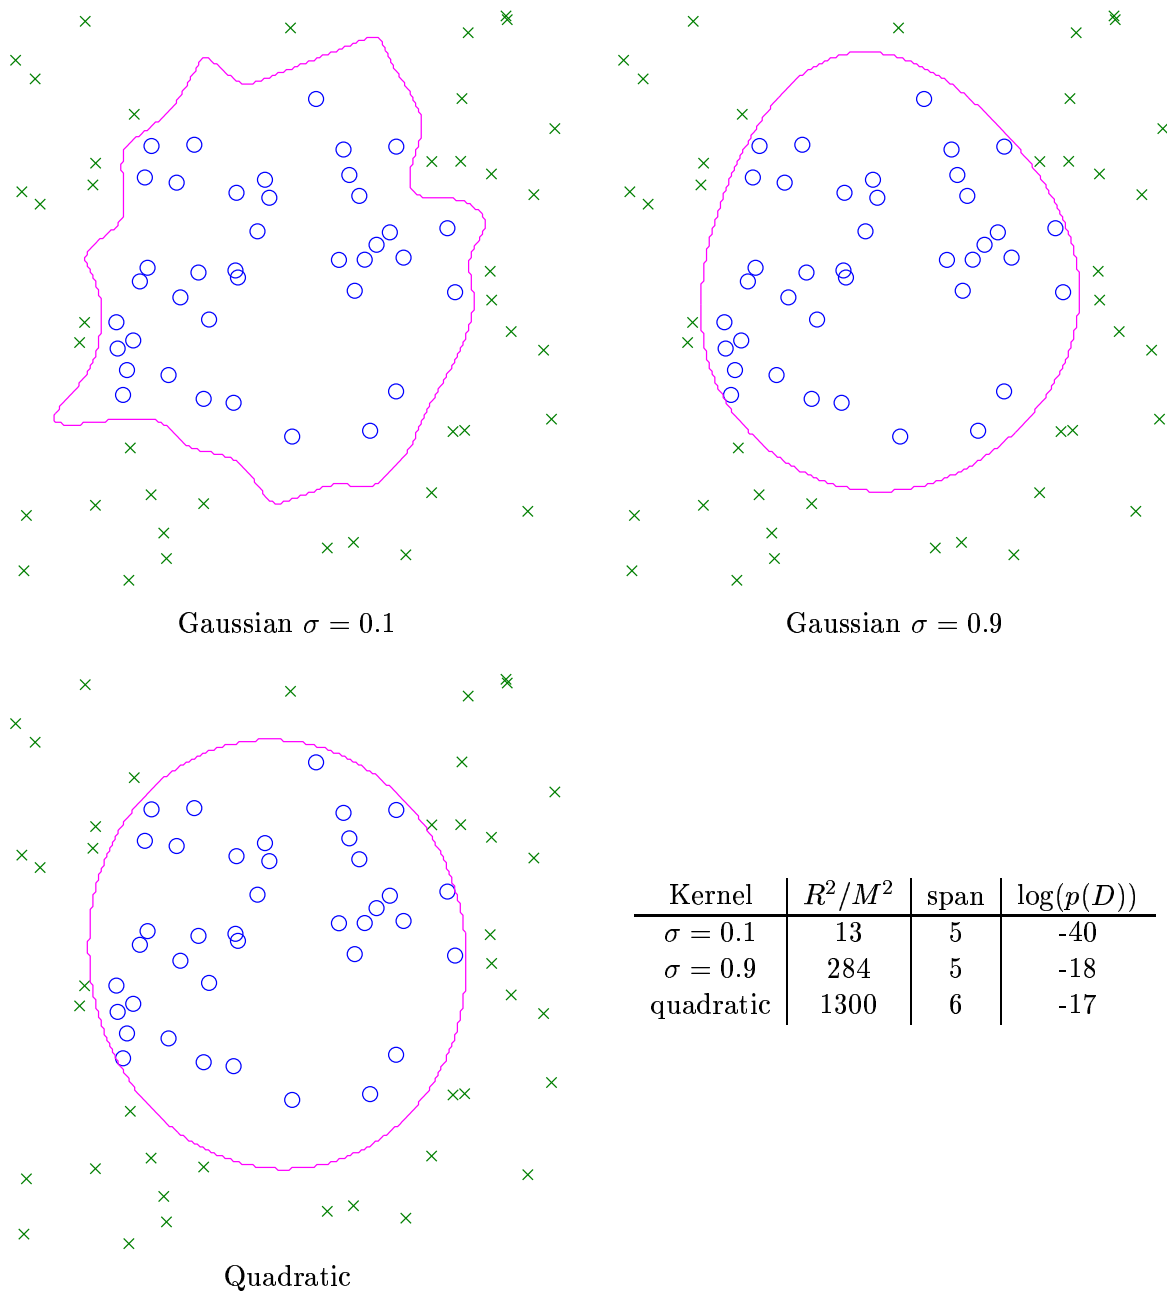 Gaussian σ = 0.1
Gaussian σ = 0.9
Quadratic
Kernel R²/M² span log(p(D))
σ = 0.1 13 5 -40
σ = 0.9 284 5 -18
quadratic 1300 6 -17